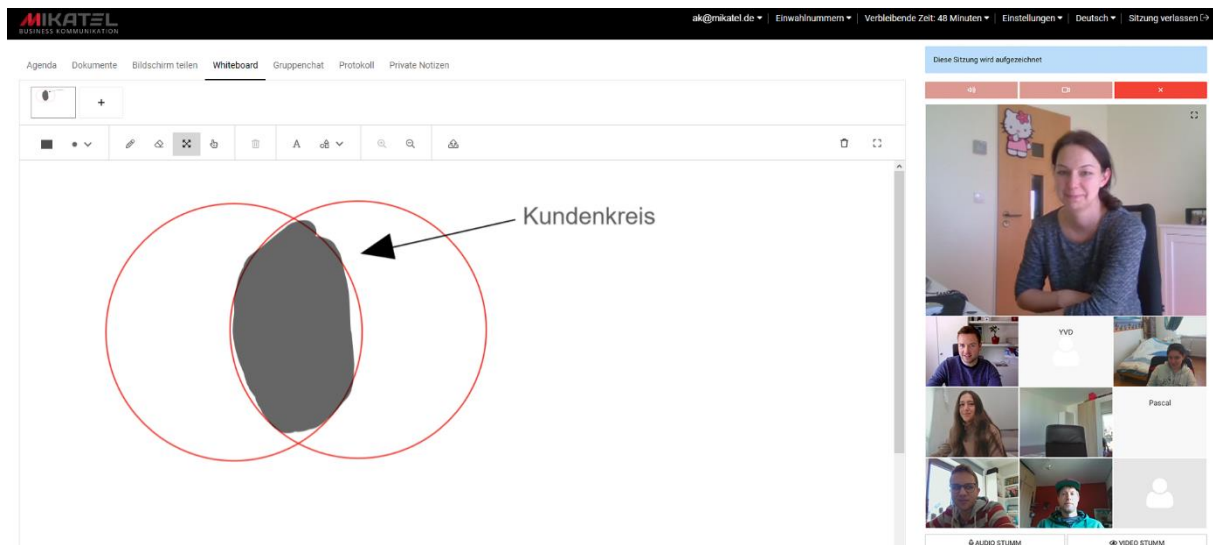 MIKATEL
BUSINESS KOMMUNIKATION
ak@mikatel.de
Einwahlnummern
Verbleibende Zeit: 48 Minuten
Einstellungen
Deutsch
Sitzung verlassen
Agenda
Dokumente
Bildschirm teilen
Whiteboard
Gruppenchat
Protokoll
Private Notizen
Diese Sitzung wird aufgezeichnet
A
Kundenkreis
YVD
Pascal
AUDIO STUMM
VIDEO STUMM